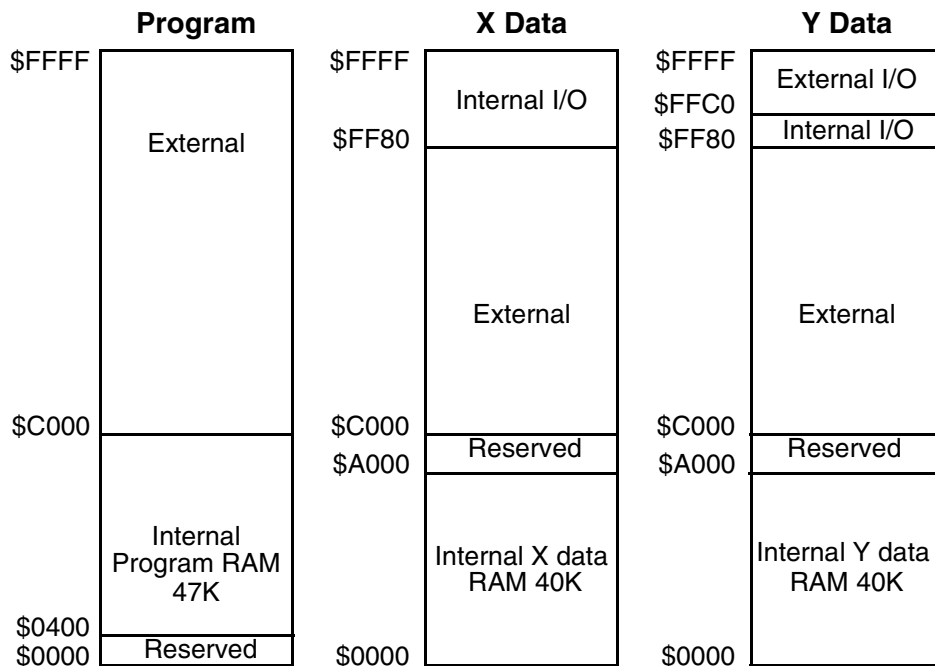 Program
$FFFF
External
$C000
Internal
Program RAM
47K
$0400
Reserved
$0000
X Data
$FFFF
Internal I/O
$FF80
External
$C000
Reserved
$A000
Internal X data
RAM 40K
$0000
Y Data
$FFFF
External I/O
$FFC0
Internal I/O
$FF80
External
$C000
Reserved
$A000
Internal Y data
RAM 40K
$0000